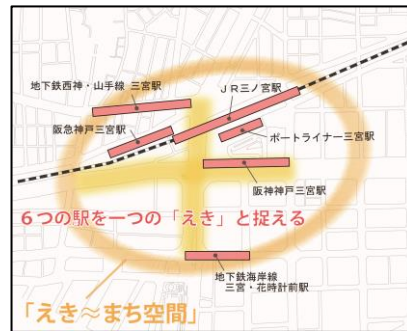 地下鉄西神・山手線 三宮駅
JR三ノ宮駅
阪急神戸三宮駅
ポートライナー三宮駅
阪神神戸三宮駅
6つの駅を一つの「えき」と捉える
地下鉄海岸線
三宮・花時計前駅
「えき~まち空間」